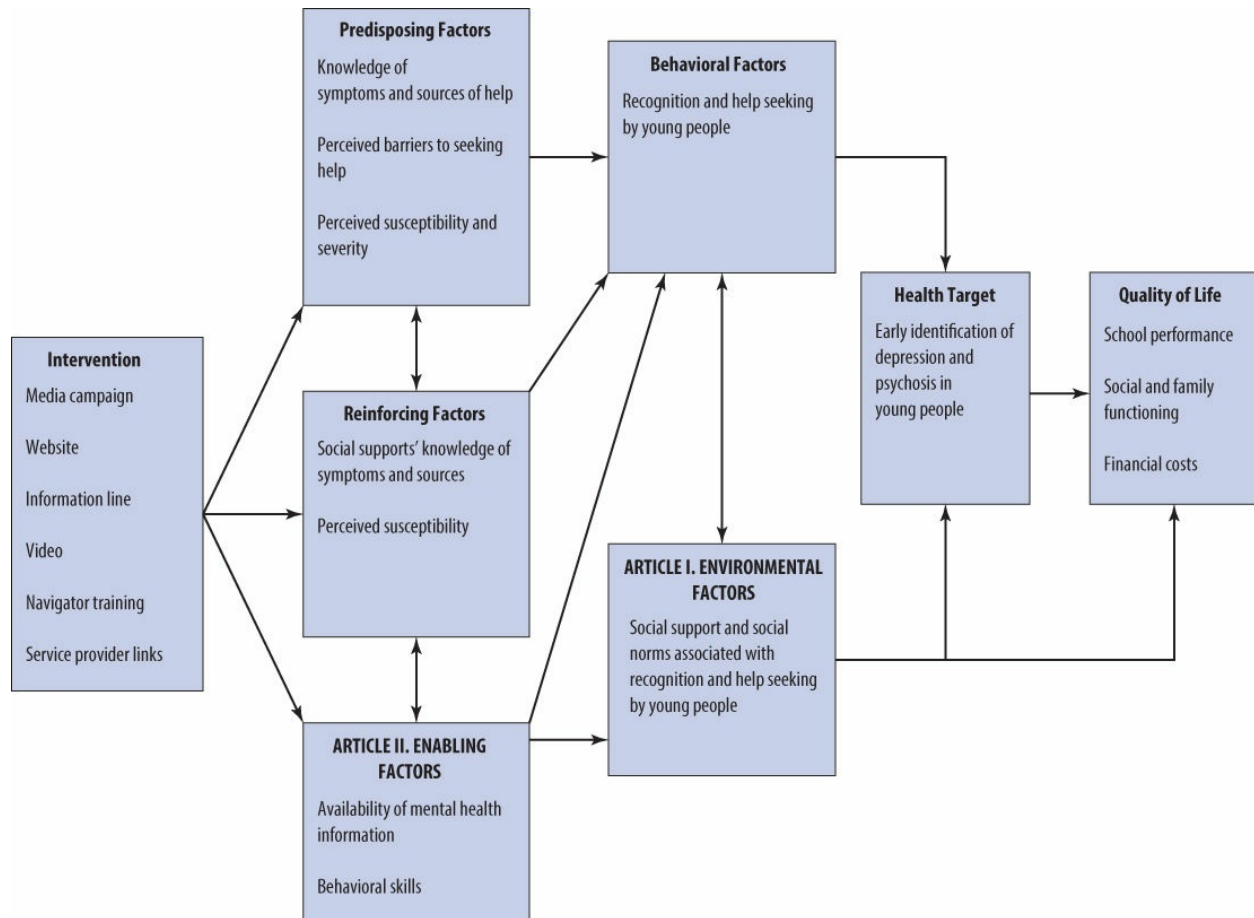 Predisposing Factors
Knowledge of
symptoms and sources of help
Perceived barriers to seeking
help
Perceived susceptibility and
severity
Behavioral Factors
Recognition and help seeking
by young people
Intervention
Media campaign
Website
Information line
Video
Navigator training
Service provider links
Reinforcing Factors
Social supports’ knowledge of
symptoms and sources
Perceived susceptibility
Health Target
Early identification of
depression and
psychosis in
young people
Quality of Life
School performance
Social and family
functioning
Financial costs
ARTICLE I. ENVIRONMENTAL
FACTORS
Social support and social
norms associated with
recognition and help seeking
by young people
ARTICLE II. ENABLING
FACTORS
Availability of mental health
information
Behavioral skills